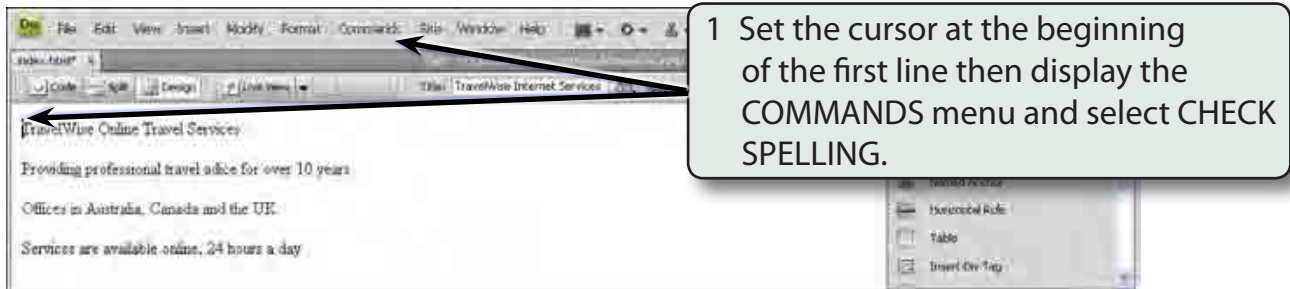 Dw File Edit View Insert Modify Format Commands Site Window Help
index.html* x
Code Split Design Live View Title: TravelWise Internet Services
TravelWise Online Travel Services
Providing professional travel adice for over 10 years
Offices in Australia, Canada and the UK
Services are available online, 24 hours a day
1 Set the cursor at the beginning
of the first line then display the
COMMANDS menu and select CHECK
SPELLING.
Named Anchor
Horizontal Rule
Table
Insert Div Tag